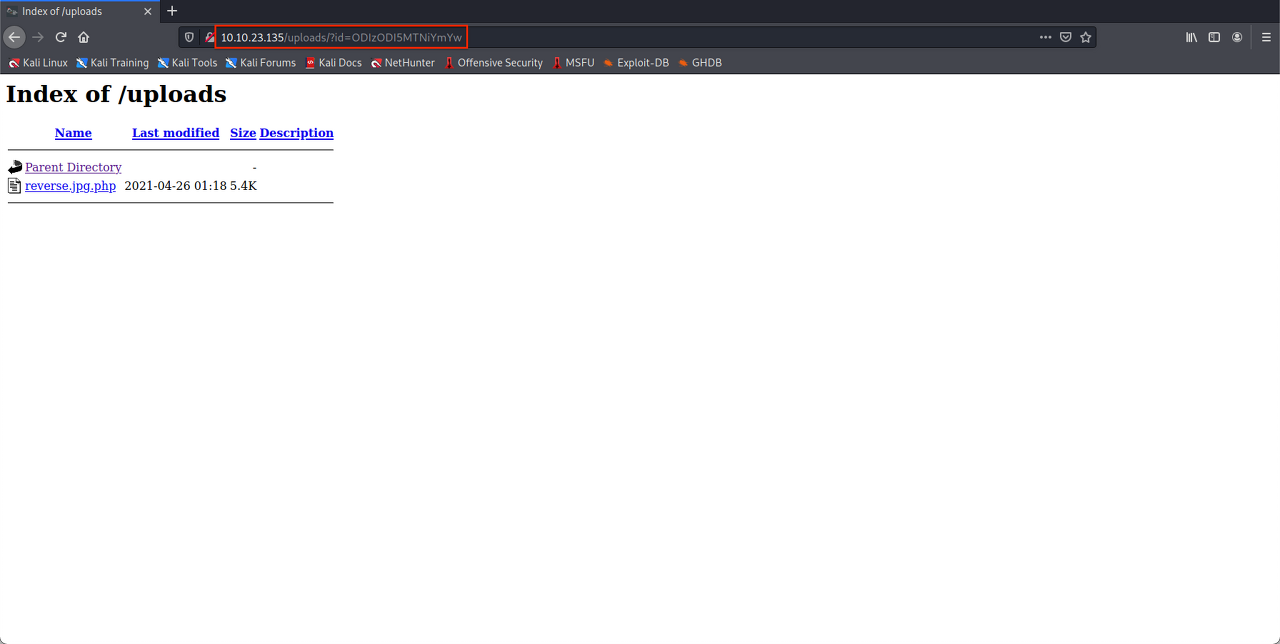 Index of /uploads
10.10.23.135/uploads/?id=ODIzODI5MTNiYmYw
Kali Linux Kali Training Kali Tools Kali Forums Kali Docs NetHunter Offensive Security MSFU Exploit-DB GHDB
Index of /uploads
Name Last modified Size Description
Parent Directory -
reverse.jpg.php 2021-04-26 01:18 5.4K